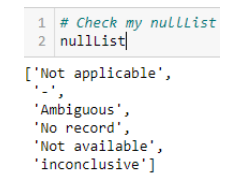 1 # Check my nullList
2 nullList
['Not applicable',
'-',
'Ambiguous',
'No record',
'Not available',
'inconclusive']